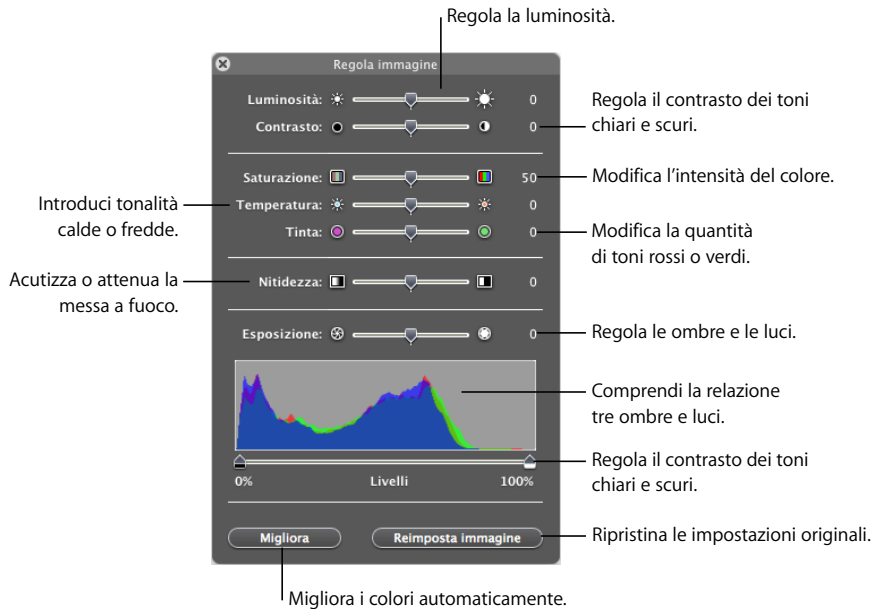 Regola la luminosità.
Regola immagine
Luminosità: 0
Contrasto: 0
Regola il contrasto dei toni
chiari e scuri.
Saturazione: 50
Modifica l'intensità del colore.
Introduci tonalità
calde o fredde.
Temperatura: 0
Tinta: 0
Modifica la quantità
di toni rossi o verdi.
Acutizza o attenua la
messa a fuoco.
Nitidezza: 0
Esposizione: 0
Regola le ombre e le luci.
Comprendi la relazione
tre ombre e luci.
Regola il contrasto dei toni
chiari e scuri.
0% Livelli 100%
Migliora
Reimposta immagine
Ripristina le impostazioni originali.
Migliora i colori automaticamente.